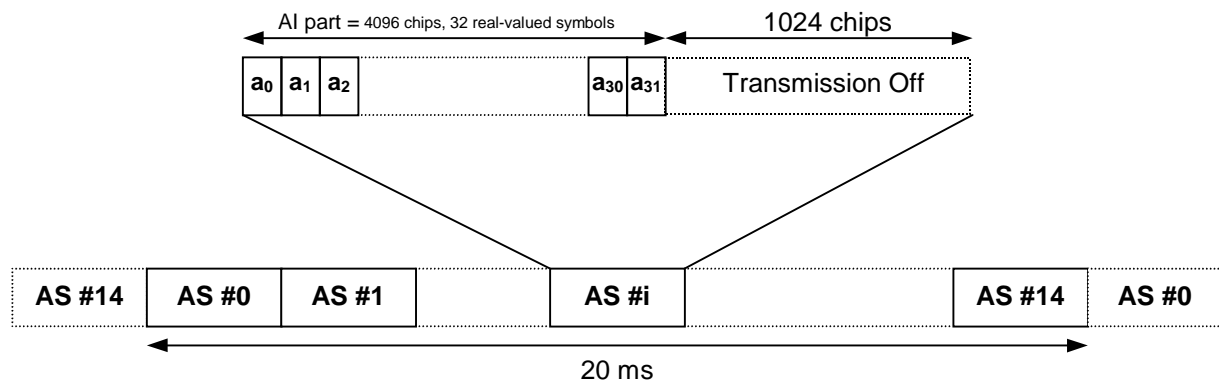 AI part = 4096 chips, 32 real-valued symbols
1024 chips
a0 a1 a2 a30 a31 Transmission Off
AS #14 AS #0 AS #1 AS #i AS #14 AS #0
20 ms